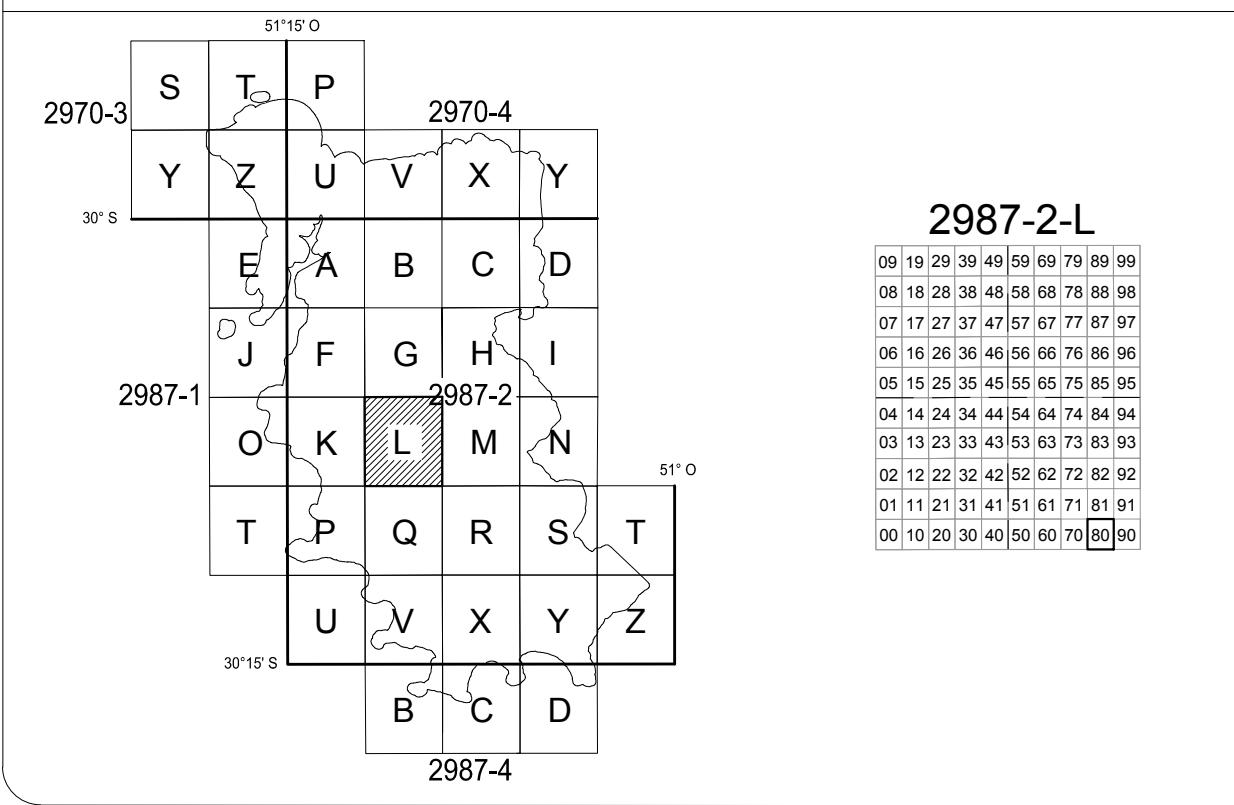 51°15' O
S T P
2970-3 2970-4
Y Z U V X Y
30° S
E A B C D
J F G H I
2987-1 2987-2
O K L M N
51° O
T P Q R S T
U V X Y Z
30°15' S
B C D
2987-4
2987-2-L
09 19 29 39 49 59 69 79 89 99
08 18 28 38 48 58 68 78 88 98
07 17 27 37 47 57 67 77 87 97
06 16 26 36 46 56 66 76 86 96
05 15 25 35 45 55 65 75 85 95
04 14 24 34 44 54 64 74 84 94
03 13 23 33 43 53 63 73 83 93
02 12 22 32 42 52 62 72 82 92
01 11 21 31 41 51 61 71 81 91
00 10 20 30 40 50 60 70 80 90